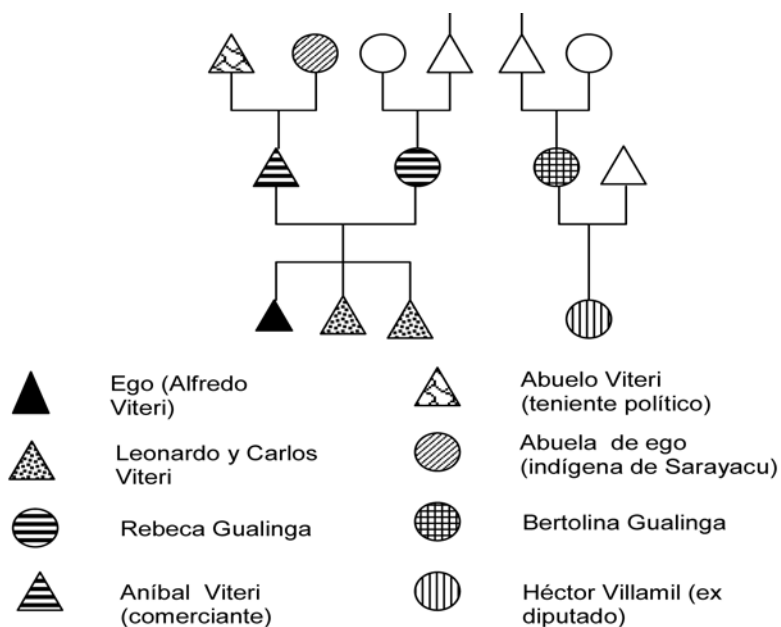 Ego (Alfredo
Viteri)
Leonardo y Carlos
Viteri
Rebeca Gualinga
Aníbal Viteri
(comerciante)
Abuelo Viteri
(teniente político)
Abuela de ego
(indígena de Sarayacu)
Bertolina Gualinga
Héctor Villamil (ex
diputado)